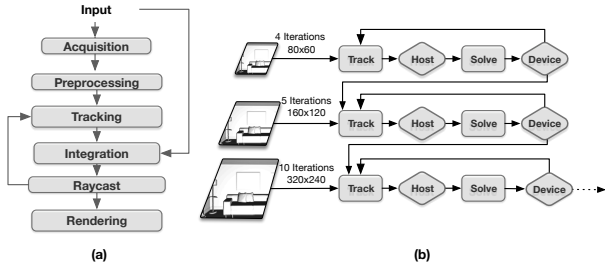 Input
Acquisition
Preprocessing
Tracking
Integration
Raycast
Rendering
(a)
4 Iterations
80x60
Track
Host
Solve
Device
5 Iterations
160x120
Track
Host
Solve
Device
10 Iterations
320x240
Track
Host
Solve
Device
(b)